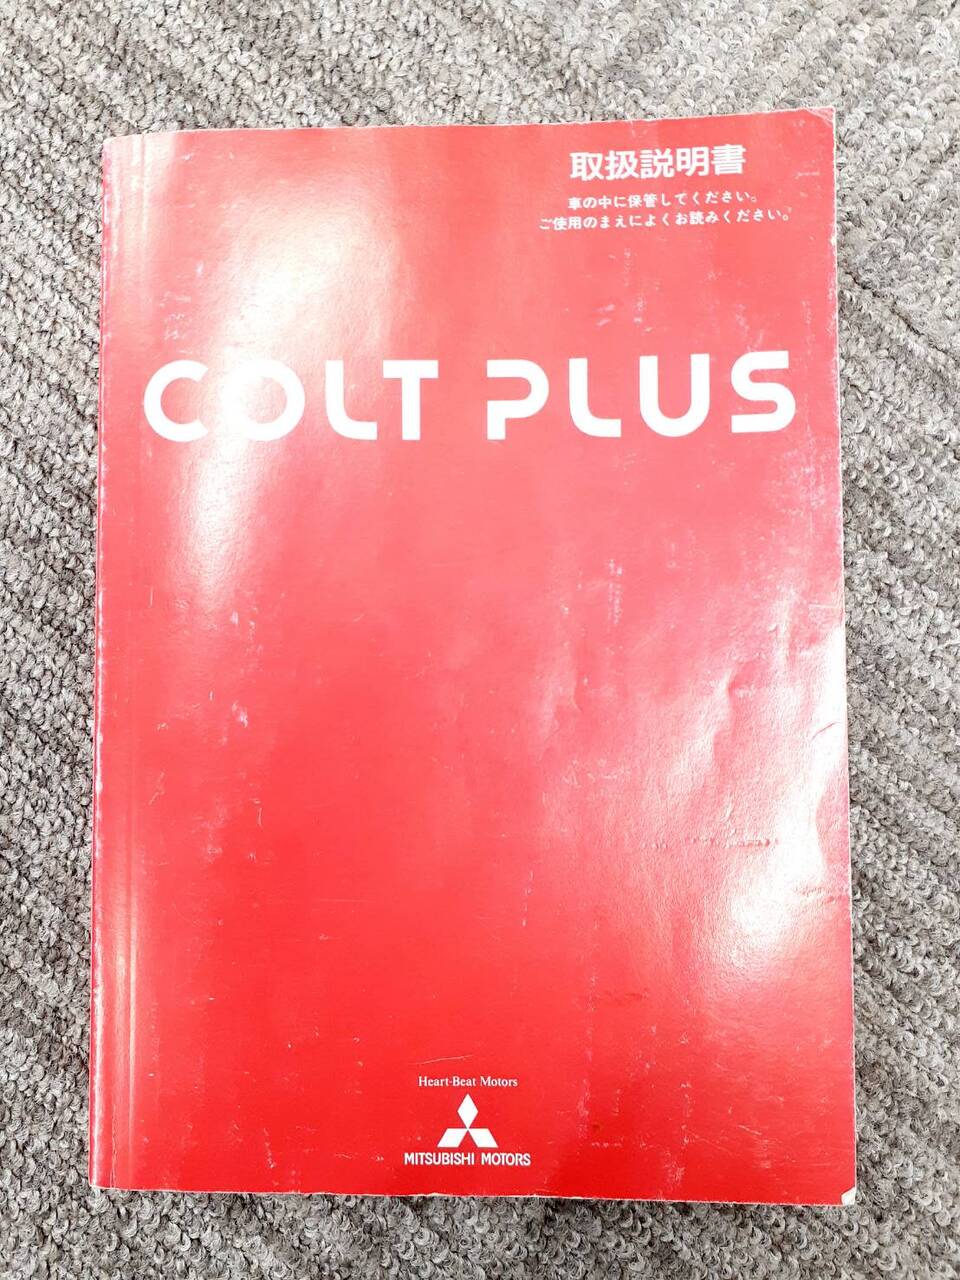 取扱説明書
車の中に保管してください。
ご使用のまえによくお読みください。
COLT PLUS
Heart-Beat Motors
MITSUBISHI MOTORS